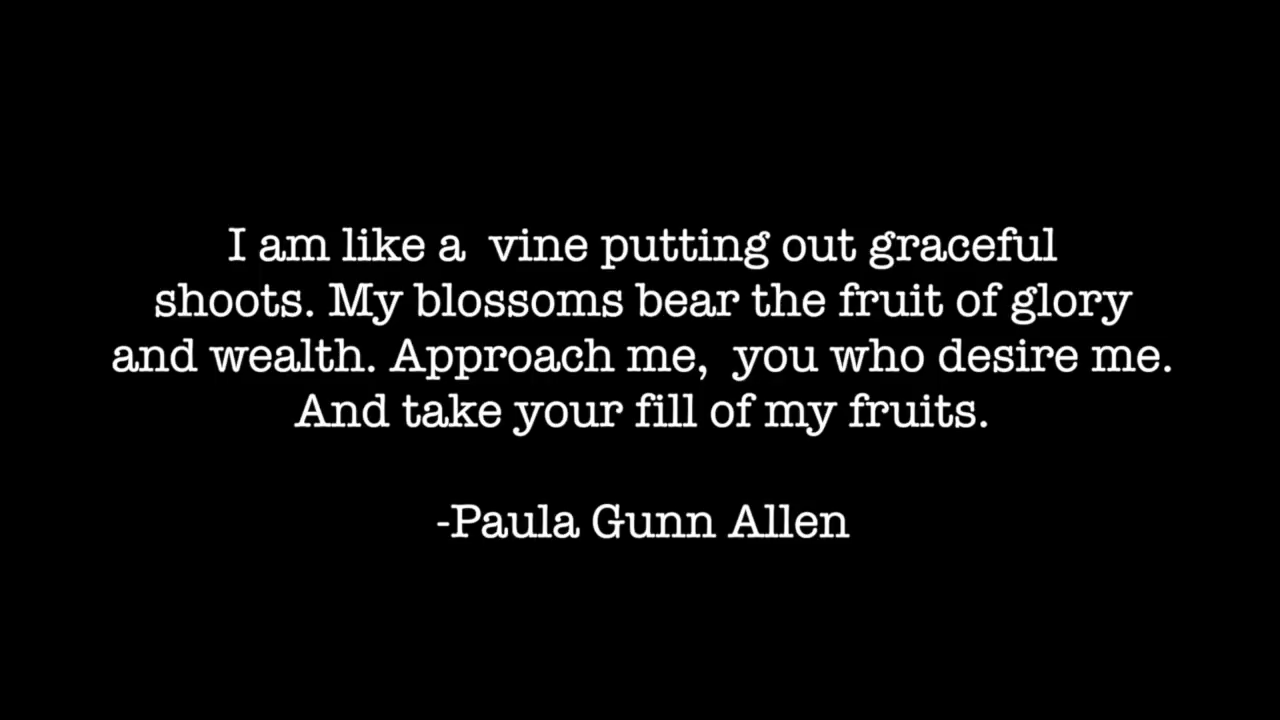 I am like a  vine putting out graceful
shoots. My blossoms bear the fruit of glory
and wealth. Approach me,  you who desire me.
And take your fill of my fruits.
-Paula Gunn Allen